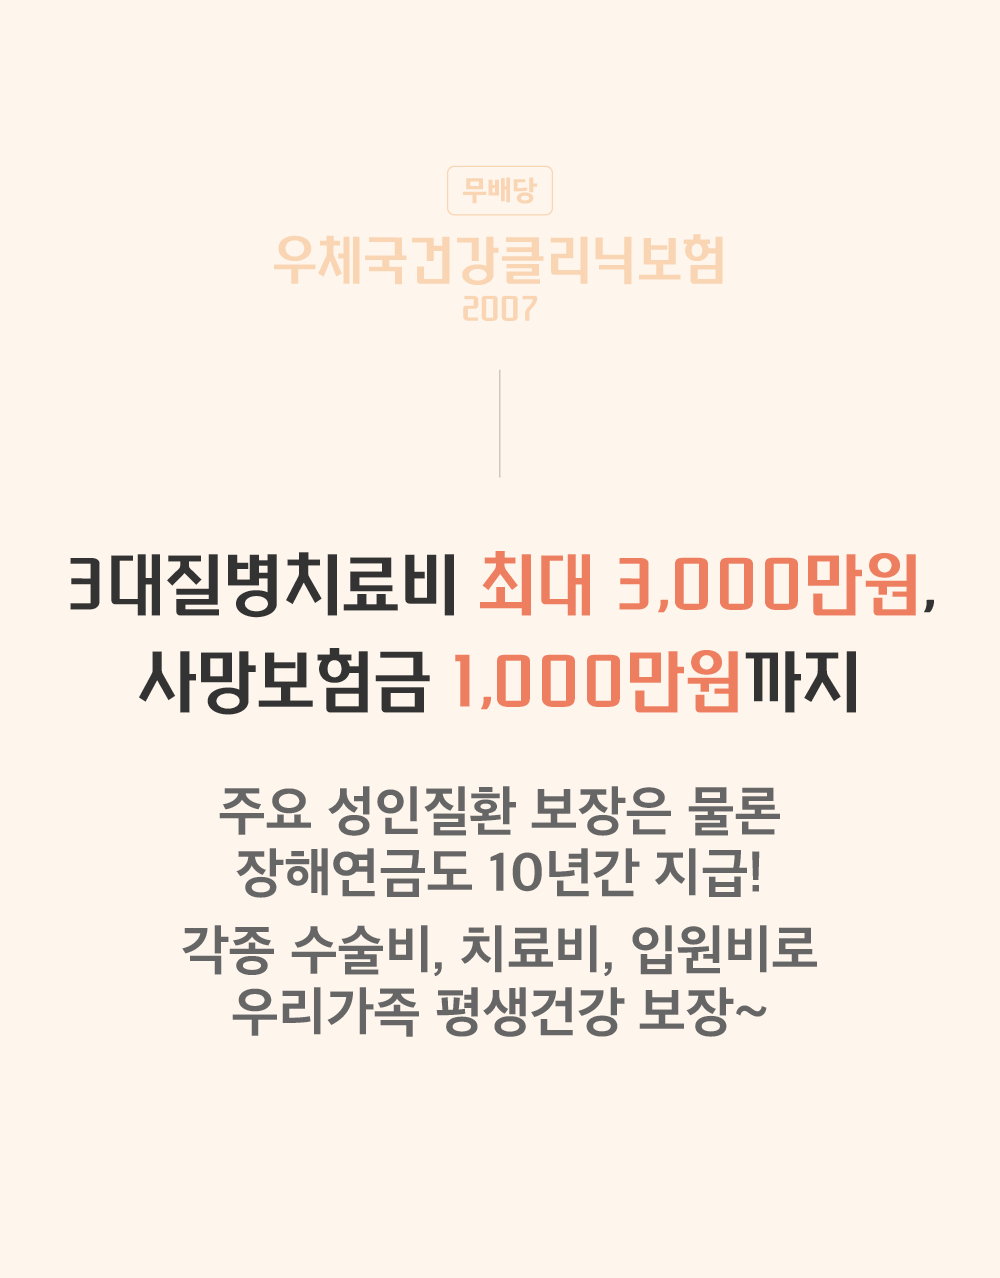 무배당
우체국건강클리닉보험
2007
3대질병치료비 최대 3,000만원,
사망보험금 1,000만원까지
주요 성인질환 보장은 물론
장해연금도 10년간 지급!
각종 수술비, 치료비, 입원비로
우리가족 평생건강 보장~